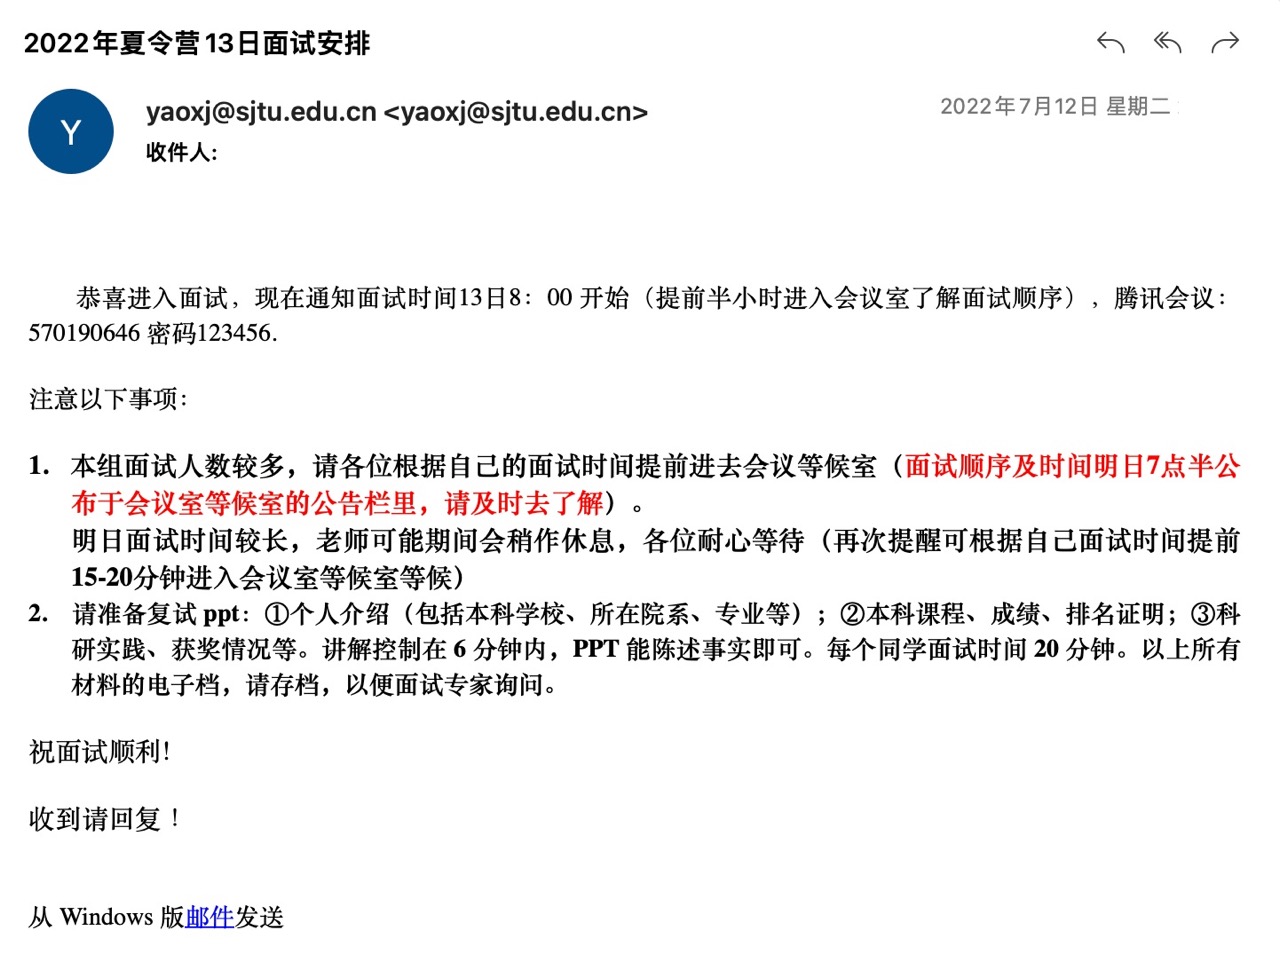 2022年夏令营13日面试安排
Y
yaoxj@sjtu.edu.cn <yaoxj@sjtu.edu.cn>
2022年7月12日 星期二
收件人:
恭喜进入面试，现在通知面试时间13日8：00 开始（提前半小时进入会议室了解面试顺序），腾讯会议：
570190646 密码123456.
注意以下事项：
1. 本组面试人数较多，请各位根据自己的面试时间提前进去会议等候室（面试顺序及时间明日7点半公
布于会议室等候室的公告栏里，请及时去了解）。
明日面试时间较长，老师可能期间会稍作休息，各位耐心等待（再次提醒可根据自己面试时间提前
15-20分钟进入会议室等候室等候）
2. 请准备复试 ppt：①个人介绍（包括本科学校、所在院系、专业等）；②本科课程、成绩、排名证明；③科
研实践、获奖情况等。讲解控制在 6 分钟内，PPT 能陈述事实即可。每个同学面试时间 20 分钟。以上所有
材料的电子档，请存档，以便面试专家询问。
祝面试顺利！
收到请回复 ！
从 Windows 版邮件发送